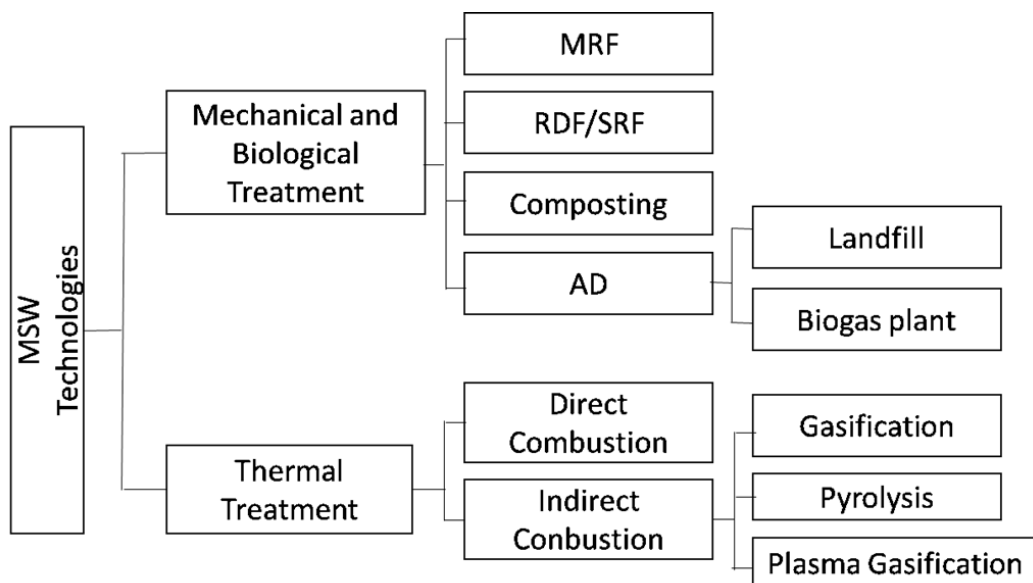 MSW
Technologies
Mechanical and
Biological
Treatment
MRF
RDF/SRF
Composting
AD
Landfill
Biogas plant
Thermal
Treatment
Direct
Combustion
Indirect
Conbustion
Gasification
Pyrolysis
Plasma Gasification